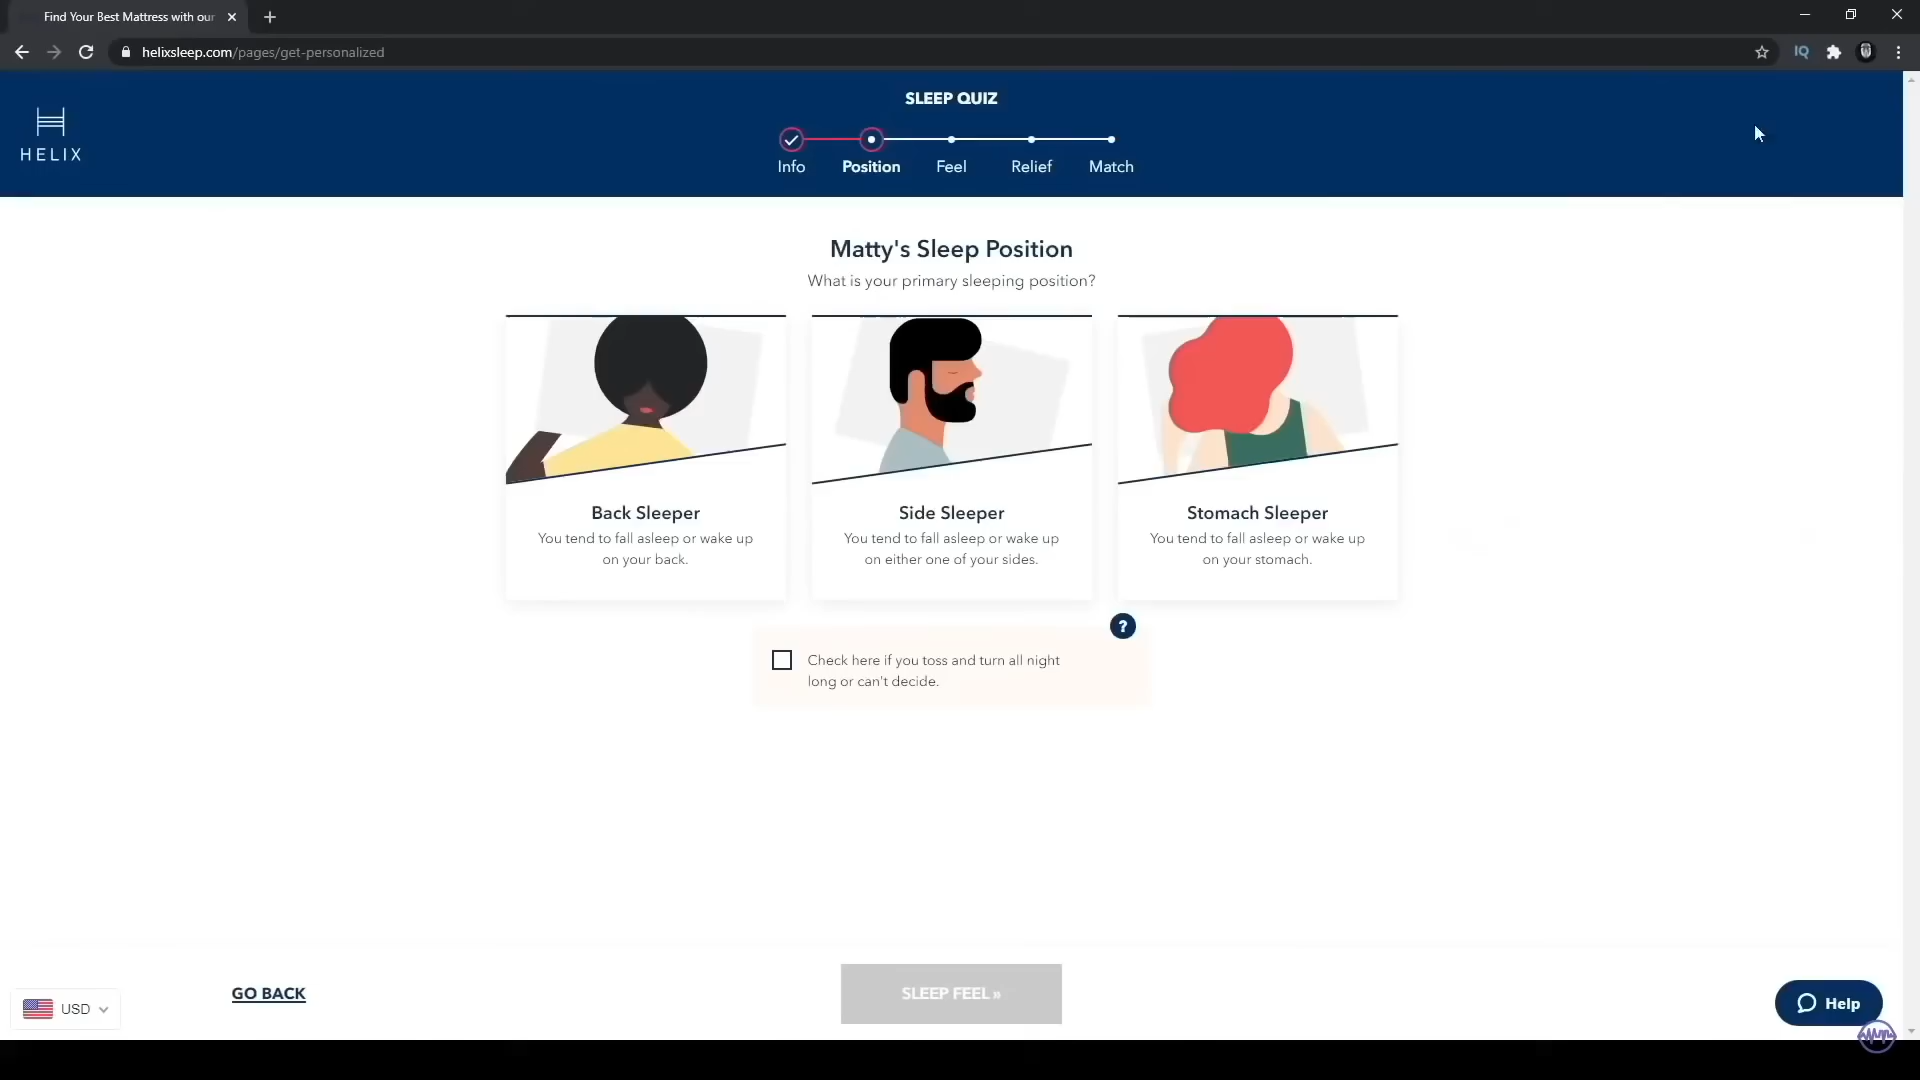 Find Your Best Mattress with our
helixsleep.com/pages/get-personalized
IQ
SLEEP QUIZ
HELIX
Info
Position
Feel
Relief
Match
Matty's Sleep Position
What is your primary sleeping position?
Back Sleeper
You tend to fall asleep or wake up
on your back.
Side Sleeper
You tend to fall asleep or wake up
on either one of your sides.
Stomach Sleeper
You tend to fall asleep or wake up
on your stomach.
?
Check here if you toss and turn all night
long or can't decide.
USD
GO BACK
SLEEP FEEL »
Help